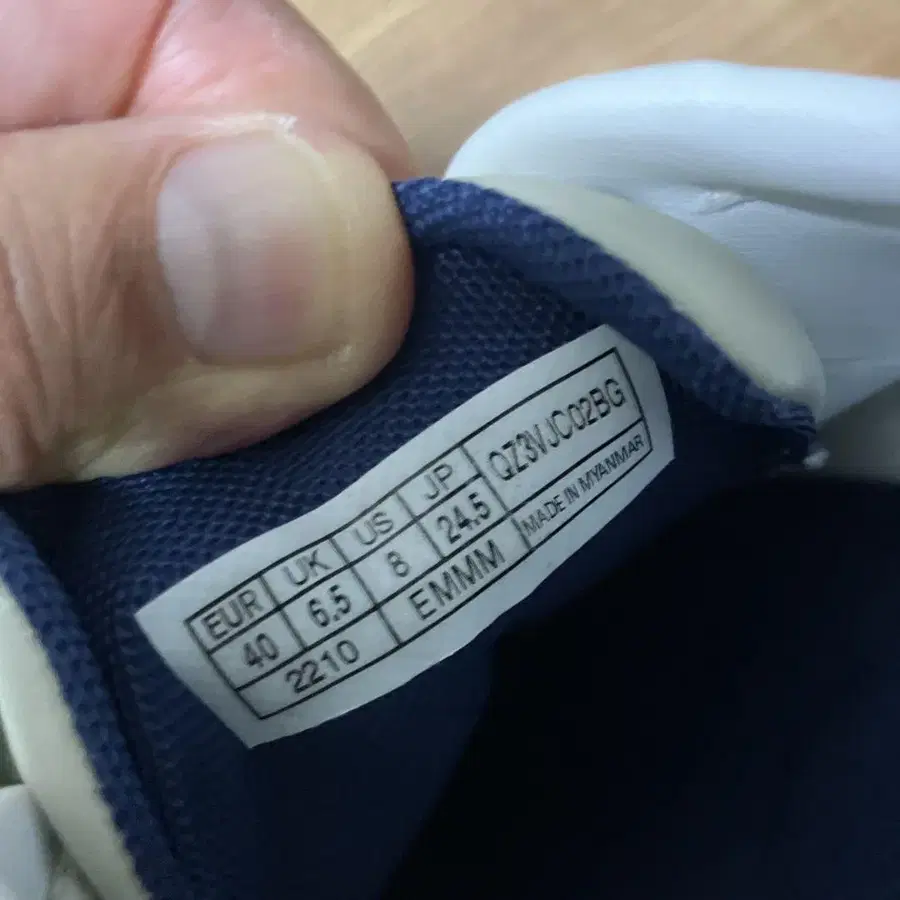 EUR UK US JP QZ3VJC02BG
40 6.5 8 24.5 MADE IN MYANMAR
2210 EMMM